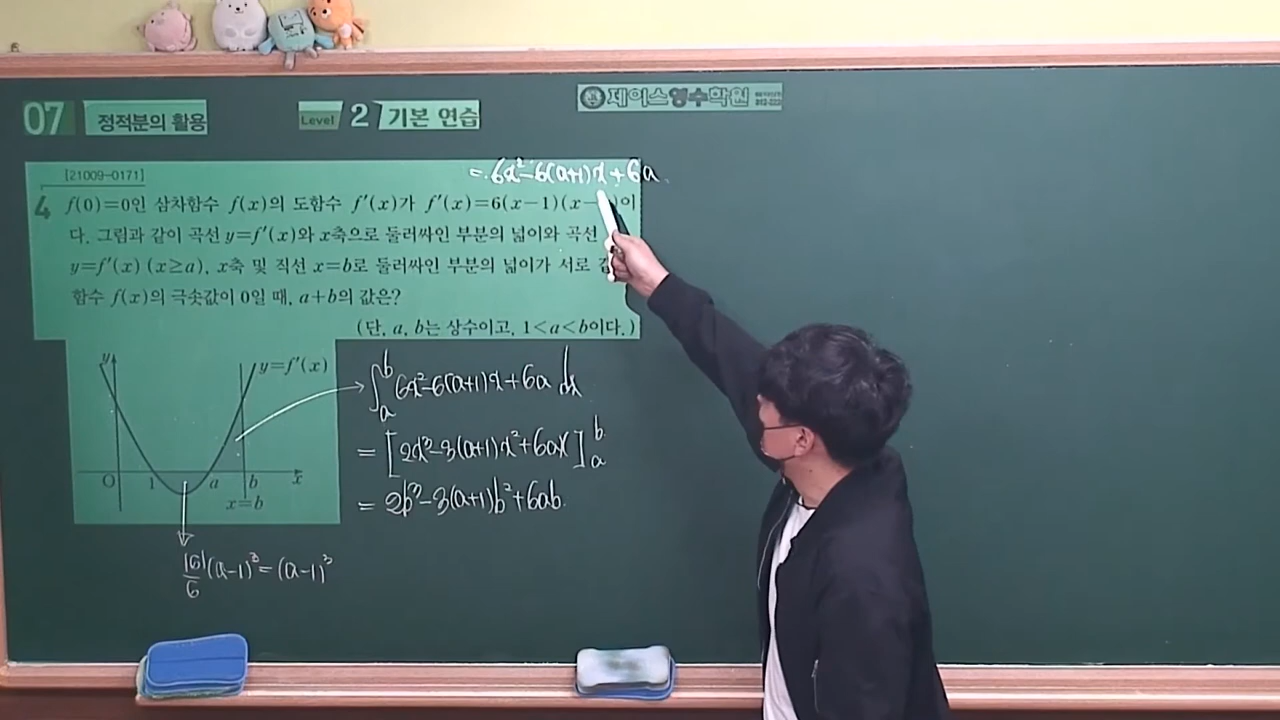 07 정적분의 활용 Level 2 기본 연습
제이스영수학원
[21009-0171]
= 6x²-6(a+1)x+6a
4 f(0)=0인 삼차함수 f(x)의 도함수 f′(x)가 f′(x)=6(x-1)(x- )이
다. 그림과 같이 곡선 y=f′(x)와 x축으로 둘러싸인 부분의 넓이와 곡선
y=f′(x) (x≥a), x축 및 직선 x=b로 둘러싸인 부분의 넓이가 서로
함수 f(x)의 극솟값이 0일 때, a+b의 값은?
(단, a, b는 상수이고, 1<a<b이다.)
y
y=f′(x)
O 1 a b x
x=b
∫ₐᵇ 6x²-6(a+1)x+6a dx
= [2x³-3(a+1)x²+6ax]ₐᵇ
= 2b³-3(a+1)b²+6ab
|6|/6 (a-1)³=(a-1)³